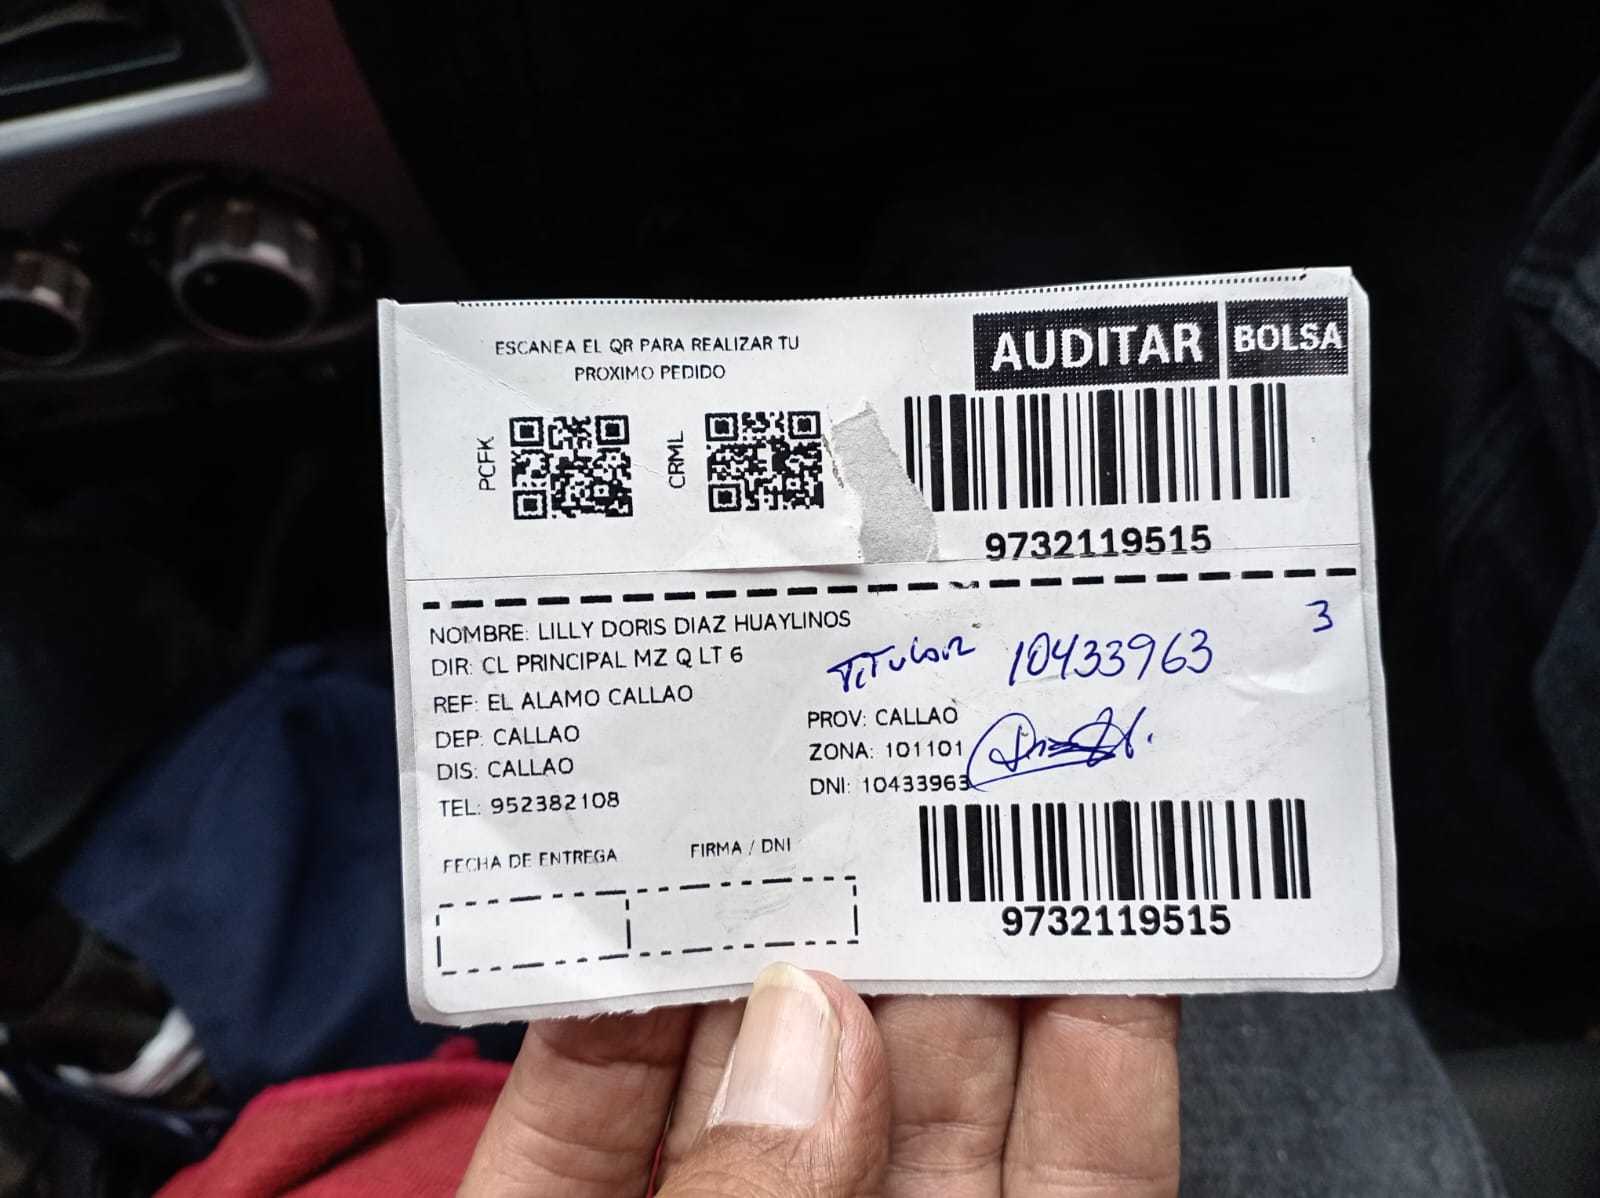 ESCANEA EL QR PARA REALIZAR TU
PROXIMO PEDIDO
AUDITAR BOLSA
PCFK
CRML
9732119515
NOMBRE: LILLY DORIS DIAZ HUAYLINOS
DIR: CL PRINCIPAL MZ Q LT 6
REF: EL ALAMO CALLAO
DEP: CALLAO
DIS: CALLAO
TEL: 952382108
TITULAR 10433963
3
PROV: CALLAO
ZONA: 101101
DNI: 10433963
FECHA DE ENTREGA
FIRMA / DNI
9732119515